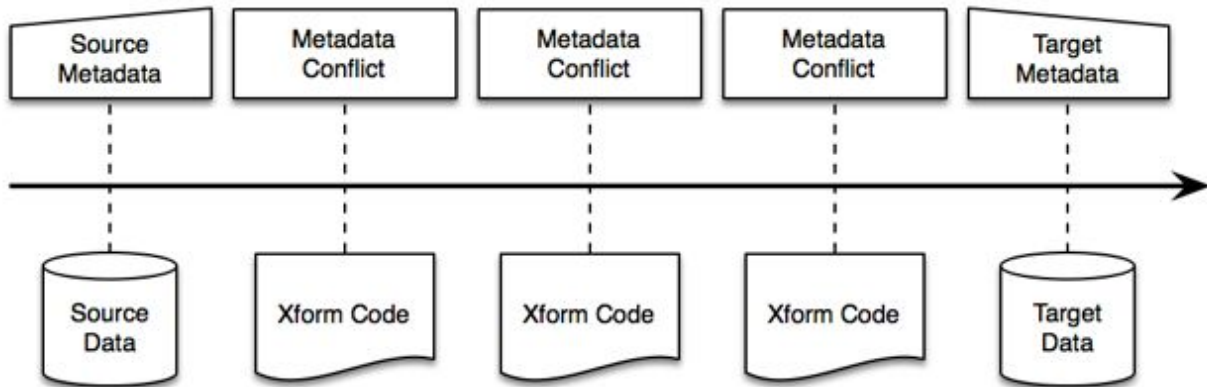 Source
Metadata
Metadata
Conflict
Metadata
Conflict
Metadata
Conflict
Target
Metadata
Source
Data
Xform Code
Xform Code
Xform Code
Target
Data